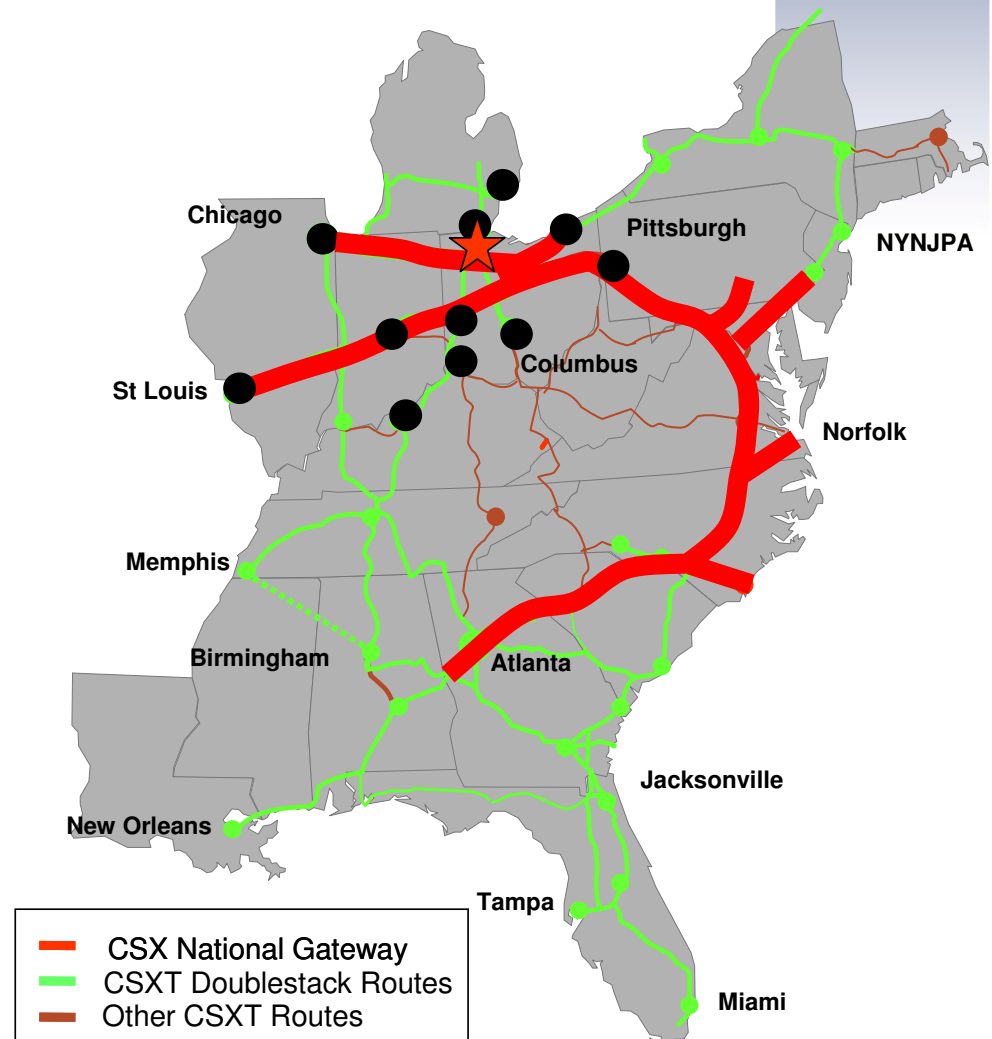 Chicago
Pittsburgh
NYNJPA
Columbus
St Louis
Norfolk
Memphis
Birmingham
Atlanta
Jacksonville
New Orleans
Tampa
CSX National Gateway
CSXT Doublestack Routes
Miami
Other CSXT Routes